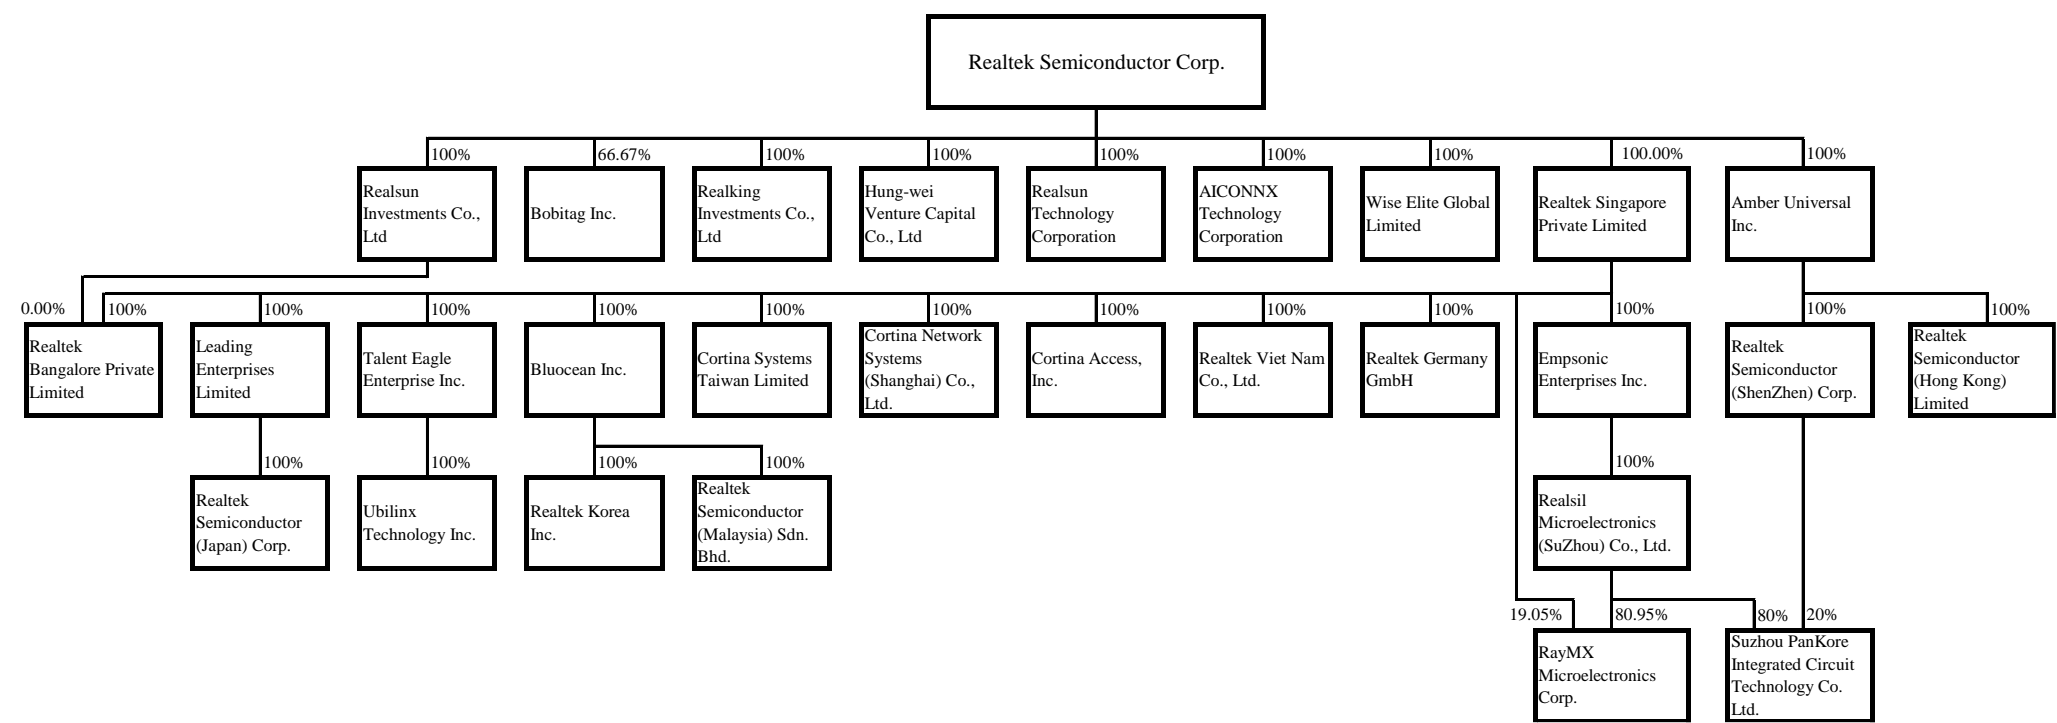 Realtek Semiconductor Corp.
100%
66.67%
100%
100%
100%
100%
100%
100.00%
100%
Realsun
Investments Co.,
Ltd
Bobitag Inc.
Realking
Investments Co.,
Ltd
Hung-wei
Venture Capital
Co., Ltd
Realsun
Technology
Corporation
AICONNX
Technology
Corporation
Wise Elite Global
Limited
Realtek Singapore
Private Limited
Amber Universal
Inc.
0.00%
100%
100%
100%
100%
100%
100%
100%
100%
100%
100%
100%
100%
Realtek
Bangalore Private
Limited
Leading
Enterprises
Limited
Talent Eagle
Enterprise Inc.
Bluocean Inc.
Cortina Systems
Taiwan Limited
Cortina Network
Systems
(Shanghai) Co.,
Ltd.
Cortina Access,
Inc.
Realtek Viet Nam
Co., Ltd.
Realtek Germany
GmbH
Empsonic
Enterprises Inc.
Realtek
Semiconductor
(ShenZhen) Corp.
Realtek
Semiconductor
(Hong Kong)
Limited
100%
100%
100%
100%
100%
Realtek
Semiconductor
(Japan) Corp.
Ubilinx
Technology Inc.
Realtek Korea
Inc.
Realtek
Semiconductor
(Malaysia) Sdn.
Bhd.
Realsil
Microelectronics
(SuZhou) Co., Ltd.
19.05%
80.95%
80%
20%
RayMX
Microelectronics
Corp.
Suzhou PanKore
Integrated Circuit
Technology Co.
Ltd.